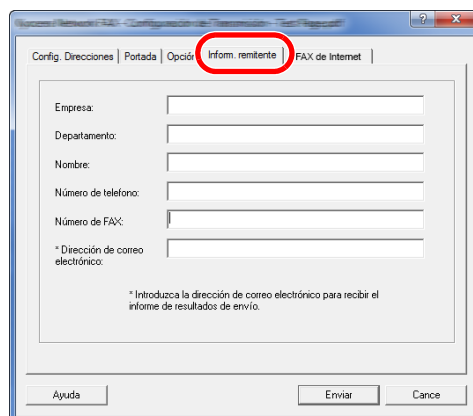 Config. Direcciones Portada Opción Inform. remitente FAX de Internet
Empresa:
Departamento:
Nombre:
Número de telefono:
Número de FAX:
* Dirección de correo
electrónico:
* Introduzca la dirección de correo electrónico para recibir el
informe de resultados de envío.
Ayuda Enviar Cance